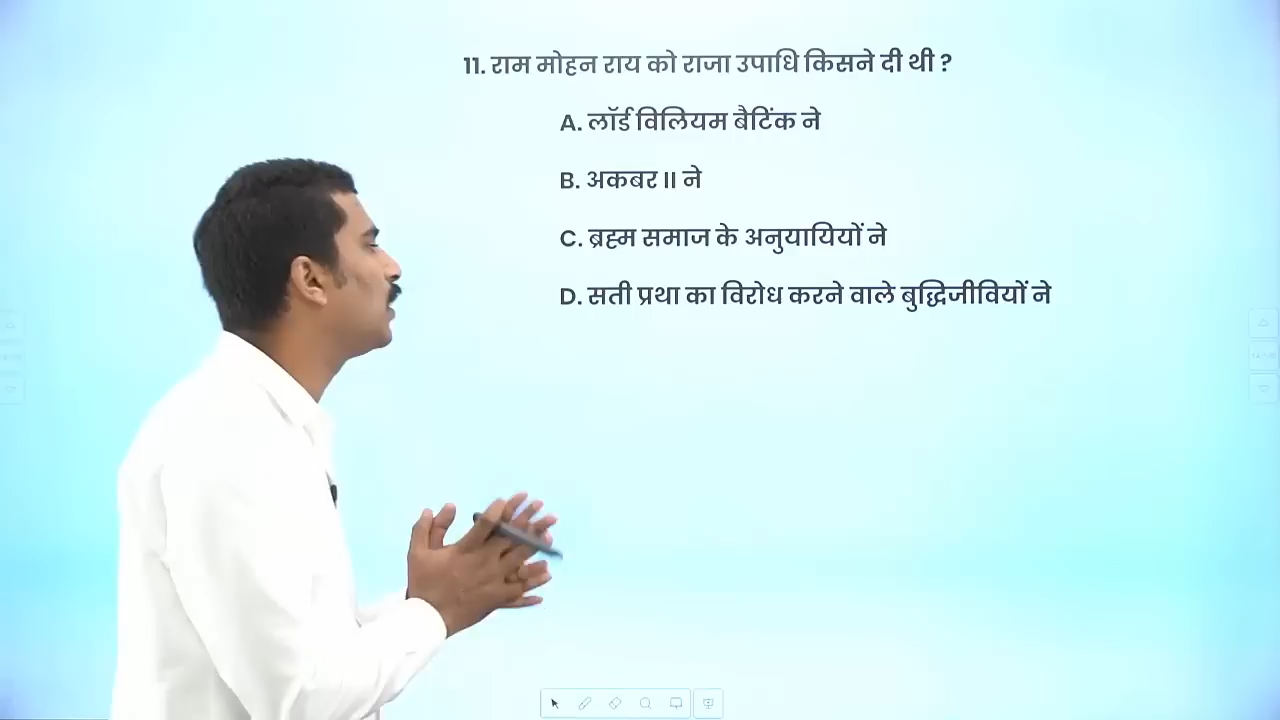 11. राम मोहन राय को राजा उपाधि किसने दी थी ?
A. लॉर्ड विलियम बैटिंक ने
B. अकबर II ने
C. ब्रह्म समाज के अनुयायियों ने
D. सती प्रथा का विरोध करने वाले बुद्धिजीवियों ने